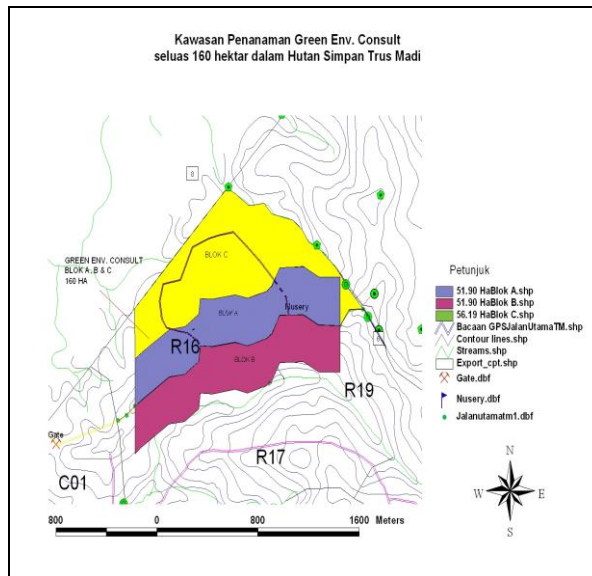 Kawasan Penanaman Green Env. Consult
seluas 160 hektar dalam Hutan Simpan Trus Madi
6
GREEN ENV. CONSULT
BLOK A, B & C
160 HA
BLOK C
BLOK A
Nusery
R16
BLOK B
R19
Gate
R17
C01
800 0 800 1600 Meters
Petunjuk
51.90 HaBlok A.shp
51.90 HaBlok B.shp
56.19 HaBlok C.shp
Bacaan GPSJalanUtamaTM.shp
Contour lines.shp
Streams.shp
Export_cpt.shp
Gate.dbf
Nusery.dbf
Jalanutamatm1.dbf
N
W E
S